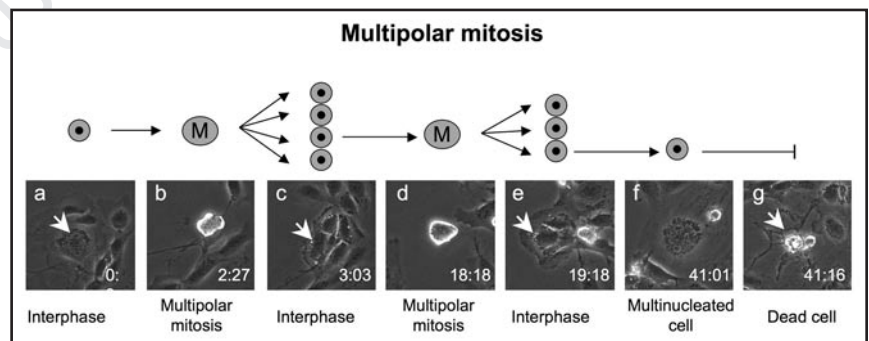 Multipolar mitosis
M
M
a
b
c
d
e
f
g
0:
2:27
3:03
18:18
19:18
41:01
41:16
Interphase
Multipolar
mitosis
Interphase
Multipolar
mitosis
Interphase
Multinucleated
cell
Dead cell